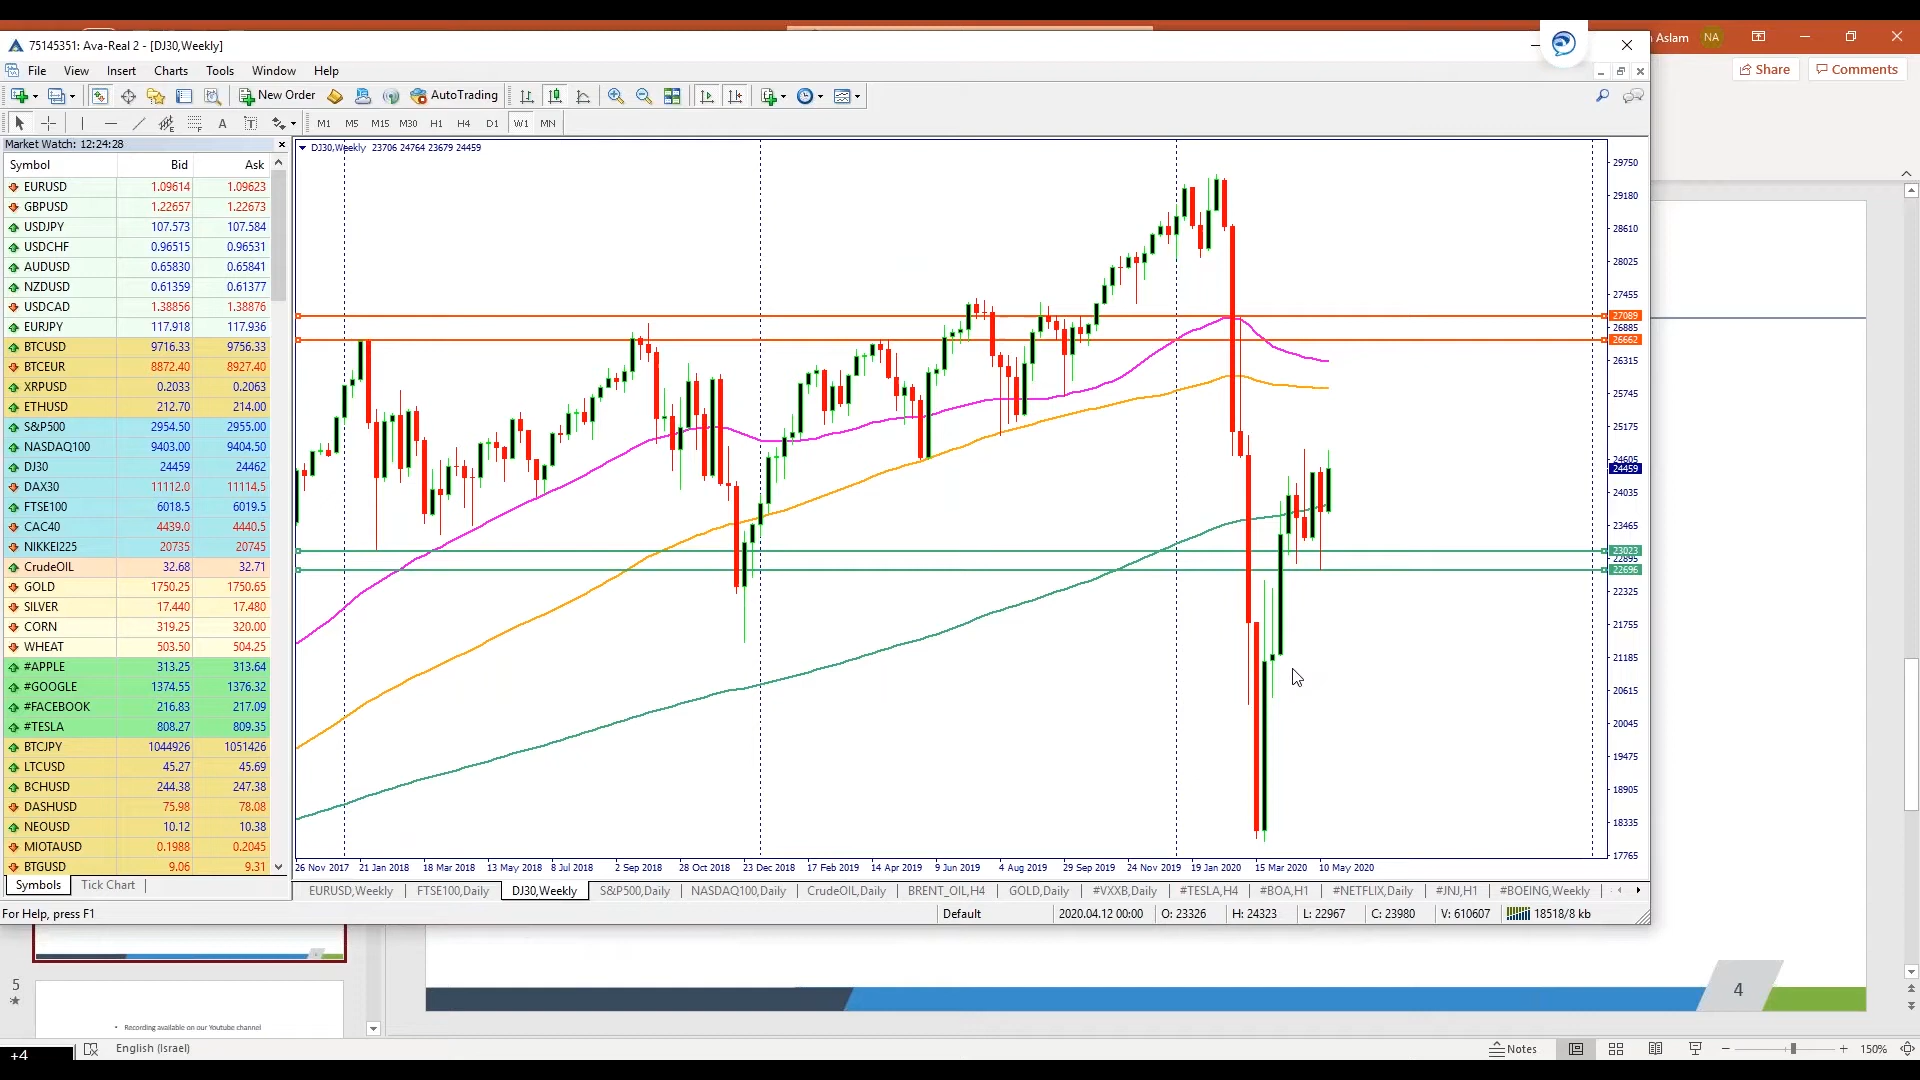 n Aslam NA
75145351: Ava-Real 2 - [DJ30,Weekly]
Share Comments
File View Insert Charts Tools Window Help
New Order AutoTrading
A T M1 M5 M15 M30 H1 H4 D1 W1 MN
Market Watch: 12:24:28
Symbol Bid Ask
EURUSD 1.09614 1.09623
GBPUSD 1.22657 1.22673
USDJPY 107.573 107.584
USDCHF 0.96515 0.96531
AUDUSD 0.65830 0.65841
NZDUSD 0.61359 0.61377
USDCAD 1.38856 1.38876
EURJPY 117.918 117.936
BTCUSD 9716.33 9756.33
BTCEUR 8872.40 8927.40
XRPUSD 0.2033 0.2063
ETHUSD 212.70 214.00
S&P500 2954.50 2955.00
NASDAQ100 9403.00 9404.50
DJ30 24459 24462
DAX30 11112.0 11114.5
FTSE100 6018.5 6019.5
CAC40 4439.0 4440.5
NIKKEI225 20735 20745
CrudeOIL 32.68 32.71
GOLD 1750.25 1750.65
SILVER 17.440 17.480
CORN 319.25 320.00
WHEAT 503.50 504.25
#APPLE 313.25 313.64
#GOOGLE 1374.55 1376.32
#FACEBOOK 216.83 217.09
#TESLA 808.27 809.35
BTCJPY 1044926 1051426
LTCUSD 45.27 45.69
BCHUSD 244.38 247.38
DASHUSD 75.98 78.08
NEOUSD 10.12 10.38
MIOTAUSD 0.1988 0.2045
BTGUSD 9.06 9.31
Symbols Tick Chart
DJ30,Weekly 23706 24764 23679 24459
29750
29180
28610
28025
27455
27089
26885
26662
26315
25745
25175
24605
24459
24035
23465
23023
22895
22696
22325
21755
21185
20615
20045
19475
18905
18335
17765
26 Nov 2017 21 Jan 2018 18 Mar 2018 13 May 2018 8 Jul 2018 2 Sep 2018 28 Oct 2018 23 Dec 2018 17 Feb 2019 14 Apr 2019 9 Jun 2019 4 Aug 2019 29 Sep 2019 24 Nov 2019 19 Jan 2020 15 Mar 2020 10 May 2020
EURUSD,Weekly FTSE100,Daily DJ30,Weekly S&P500,Daily NASDAQ100,Daily CrudeOIL,Daily BRENT_OIL,H4 GOLD,Daily #VXXB,Daily #TESLA,H4 #BOA,H1 #NETFLIX,Daily #JNJ,H1 #BOEING,Weekly
For Help, press F1 Default 2020.04.12 00:00 O: 23326 H: 24323 L: 22967 C: 23980 V: 610607 18518/8 kb
5
• Recording available on our Youtube channel
4
+4 English (Israel) Notes 150%